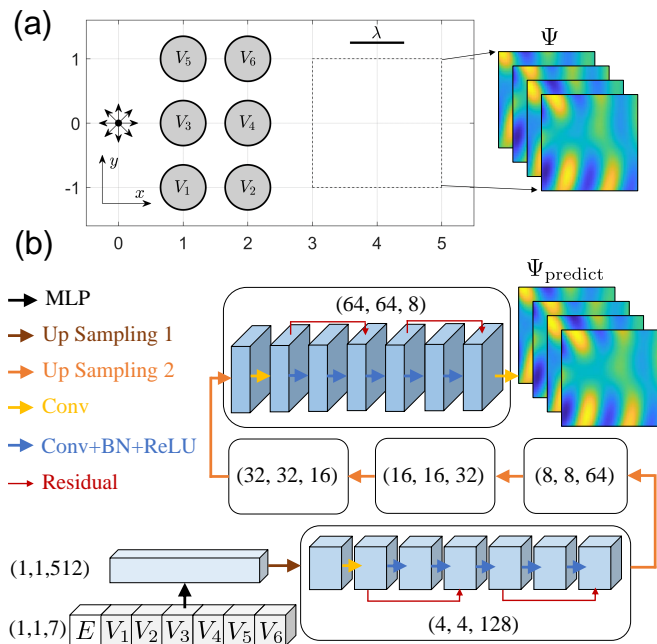 (a)
Ψ
λ
1
V5
V6
0
V3
V4
y
-1
V1
V2
x
0 1 2 3 4 5
(b)
Ψpredict
MLP
(64, 64, 8)
Up Sampling 1
Up Sampling 2
Conv
Conv+BN+ReLU
(32, 32, 16) (16, 16, 32) (8, 8, 64)
Residual
(1,1,512)
(1,1,7) E V1 V2 V3 V4 V5 V6
(4, 4, 128)